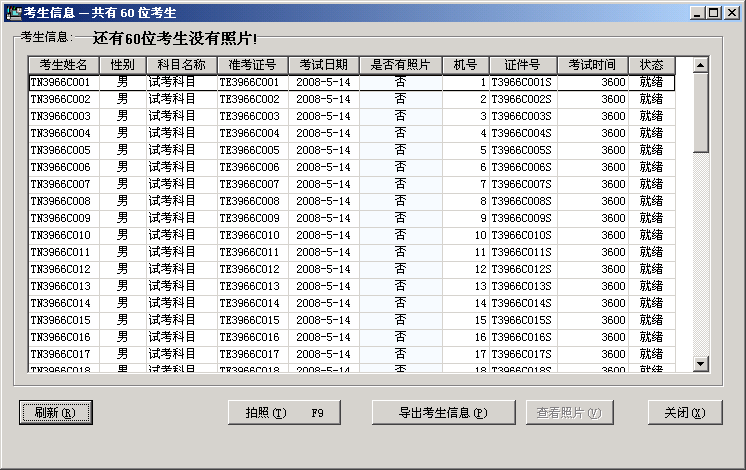 考生信息 — 共有 60 位考生
考生信息: 还有60位考生没有照片!
考生姓名 性别 科目名称 准考证号 考试日期 是否有照片 机号 证件号 考试时间 状态
TN3966C001 男 试考科目 TE3966C001 2008-5-14 否 1 T3966C001S 3600 就绪
TN3966C002 男 试考科目 TE3966C002 2008-5-14 否 2 T3966C002S 3600 就绪
TN3966C003 男 试考科目 TE3966C003 2008-5-14 否 3 T3966C003S 3600 就绪
TN3966C004 男 试考科目 TE3966C004 2008-5-14 否 4 T3966C004S 3600 就绪
TN3966C005 男 试考科目 TE3966C005 2008-5-14 否 5 T3966C005S 3600 就绪
TN3966C006 男 试考科目 TE3966C006 2008-5-14 否 6 T3966C006S 3600 就绪
TN3966C007 男 试考科目 TE3966C007 2008-5-14 否 7 T3966C007S 3600 就绪
TN3966C008 男 试考科目 TE3966C008 2008-5-14 否 8 T3966C008S 3600 就绪
TN3966C009 男 试考科目 TE3966C009 2008-5-14 否 9 T3966C009S 3600 就绪
TN3966C010 男 试考科目 TE3966C010 2008-5-14 否 10 T3966C010S 3600 就绪
TN3966C011 男 试考科目 TE3966C011 2008-5-14 否 11 T3966C011S 3600 就绪
TN3966C012 男 试考科目 TE3966C012 2008-5-14 否 12 T3966C012S 3600 就绪
TN3966C013 男 试考科目 TE3966C013 2008-5-14 否 13 T3966C013S 3600 就绪
TN3966C014 男 试考科目 TE3966C014 2008-5-14 否 14 T3966C014S 3600 就绪
TN3966C015 男 试考科目 TE3966C015 2008-5-14 否 15 T3966C015S 3600 就绪
TN3966C016 男 试考科目 TE3966C016 2008-5-14 否 16 T3966C016S 3600 就绪
TN3966C017 男 试考科目 TE3966C017 2008-5-14 否 17 T3966C017S 3600 就绪
TN3966C018 男 试考科目 TE3966C018 2008-5-14 否 18 T3966C018S 3600 就绪
刷新(R) 拍照(T) F9 导出考生信息(P) 查看照片(V) 关闭(X)